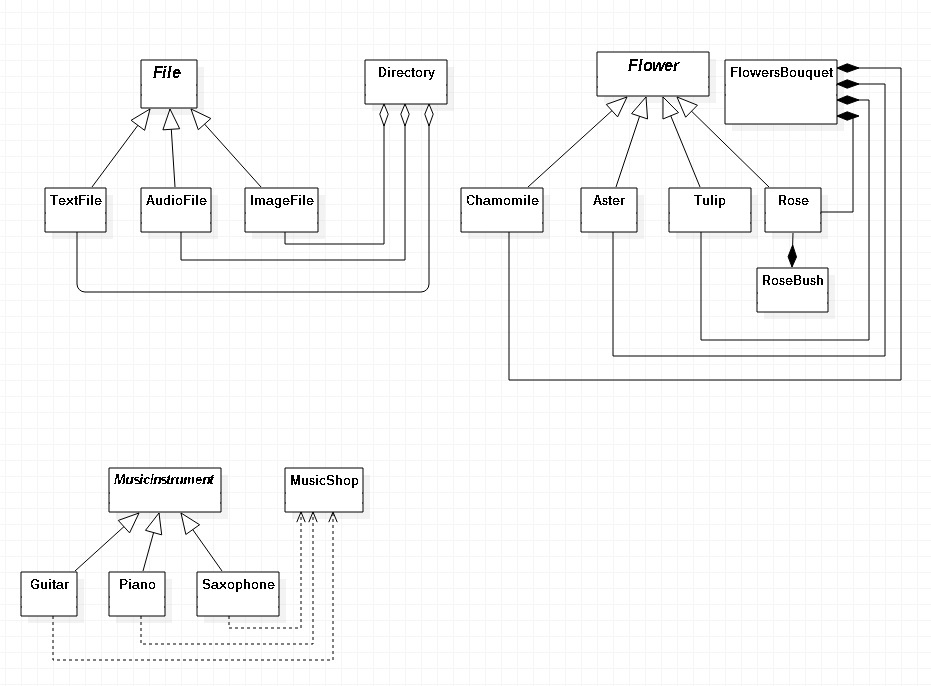 File
Directory
TextFile
AudioFile
ImageFile
Flower
FlowersBouquet
Chamomile
Aster
Tulip
Rose
RoseBush
MusicInstrument
MusicShop
Guitar
Piano
Saxophone